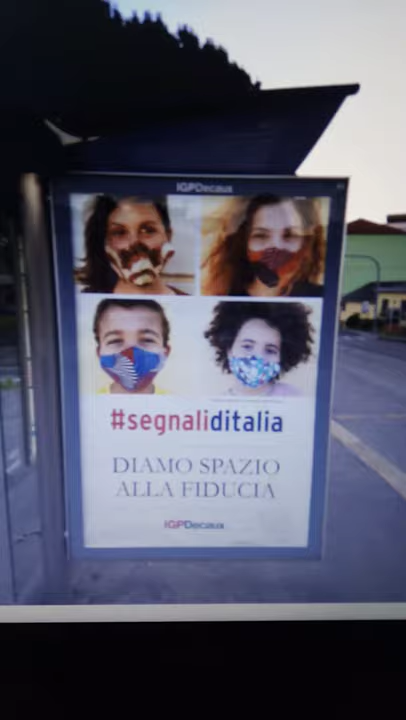 IGPDecaux
#segnaliditalia
DIAMO SPAZIO
ALLA FIDUCIA
IGPDecaux